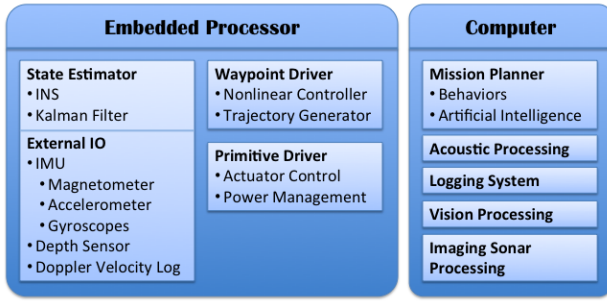 Embedded Processor
State Estimator
• INS
• Kalman Filter
External IO
• IMU
• Magnetometer
• Accelerometer
• Gyroscopes
• Depth Sensor
• Doppler Velocity Log
Waypoint Driver
• Nonlinear Controller
• Trajectory Generator
Primitive Driver
• Actuator Control
• Power Management
Computer
Mission Planner
• Behaviors
• Artificial Intelligence
Acoustic Processing
Logging System
Vision Processing
Imaging Sonar
Processing